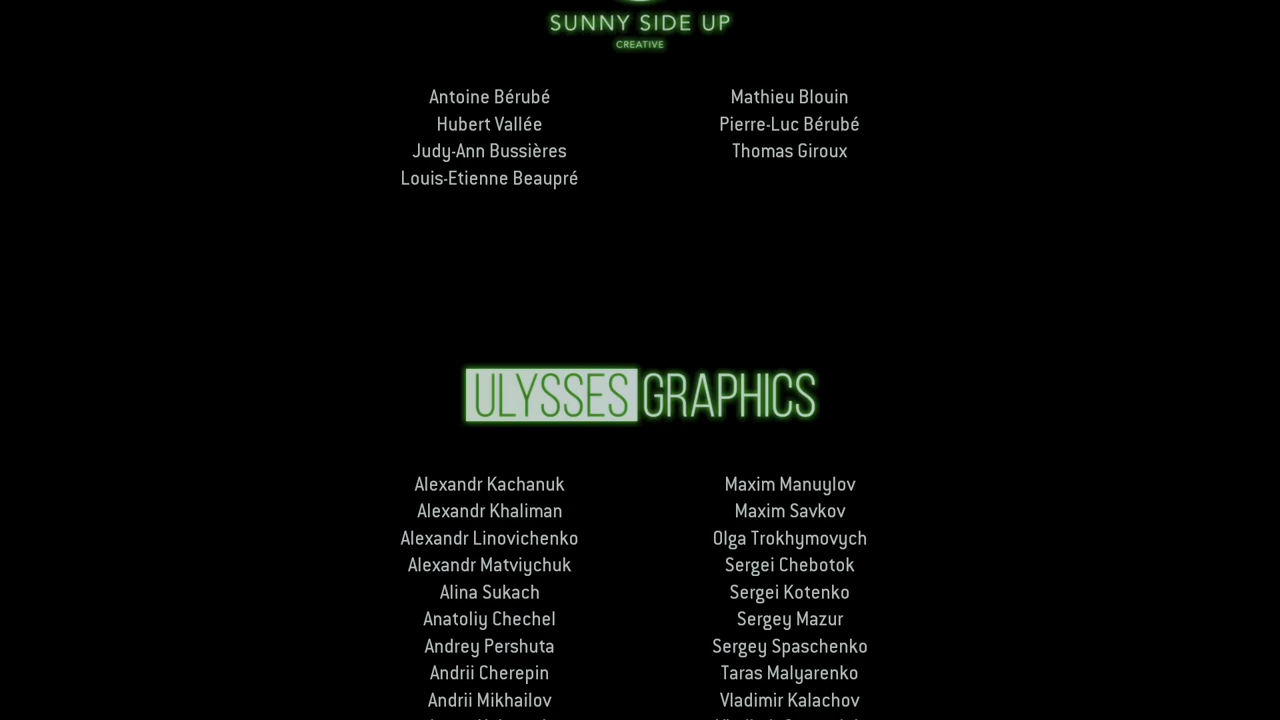 SUNNY SIDE UP
CREATIVE
Antoine Bérubé
Hubert Vallée
Judy-Ann Bussières
Louis-Etienne Beaupré
Mathieu Blouin
Pierre-Luc Bérubé
Thomas Giroux
ULYSSES GRAPHICS
Alexandr Kachanuk
Alexandr Khaliman
Alexandr Linovichenko
Alexandr Matviychuk
Alina Sukach
Anatoliy Chechel
Andrey Pershuta
Andrii Cherepin
Andrii Mikhailov
Maxim Manuylov
Maxim Savkov
Olga Trokhymovych
Sergei Chebotok
Sergei Kotenko
Sergey Mazur
Sergey Spaschenko
Taras Malyarenko
Vladimir Kalachov